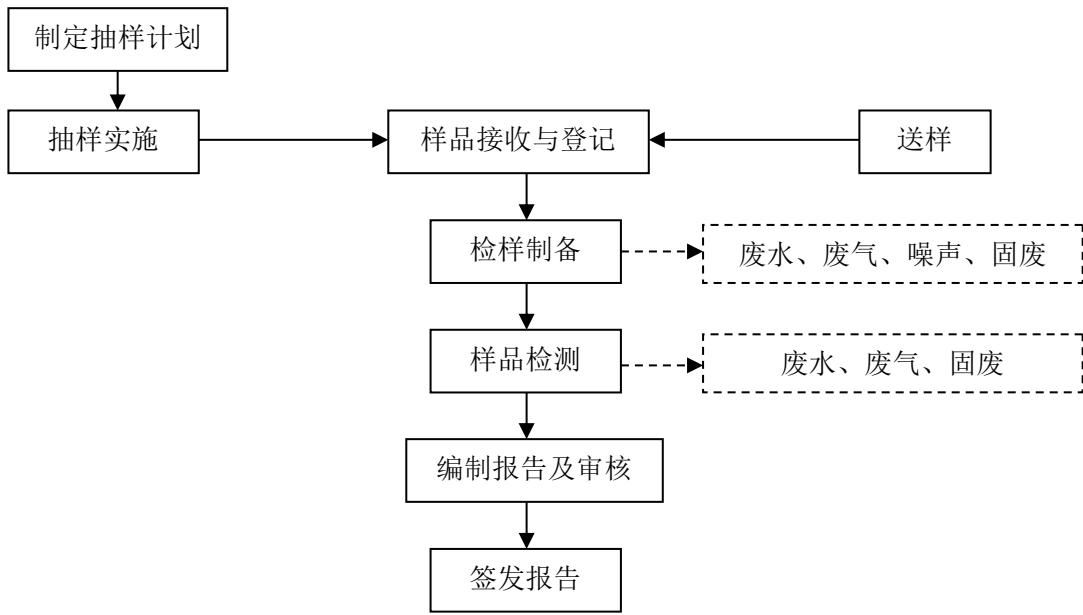 制定抽样计划
抽样实施
样品接收与登记
送样
检样制备
废水、废气、噪声、固废
样品检测
废水、废气、固废
编制报告及审核
签发报告